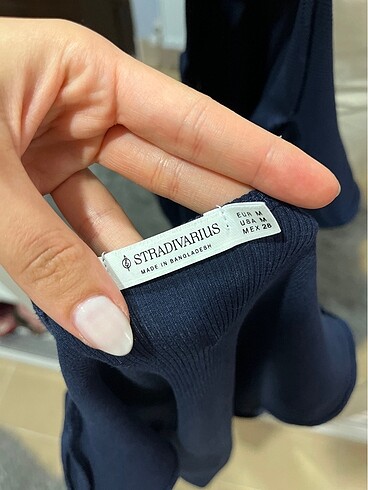 STRADIVARIUS
MADE IN BANGLADESH
EUR M
USA M
MEX 28